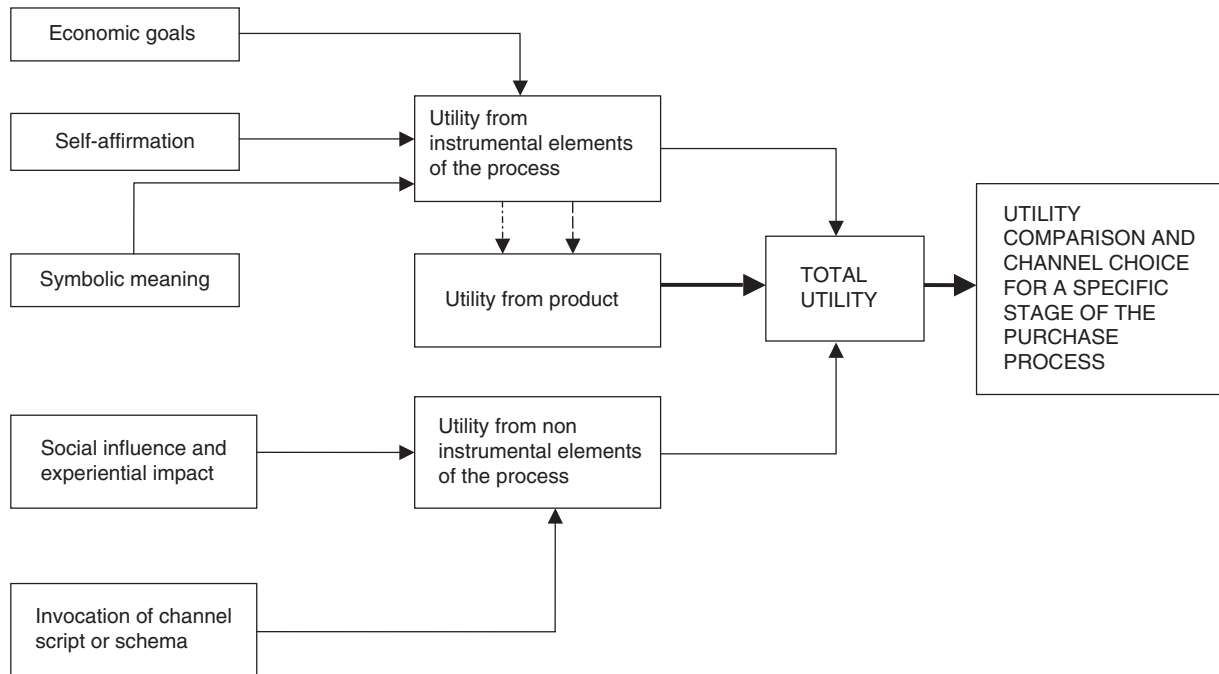 Economic goals
Self-affirmation
Symbolic meaning
Utility from
instrumental elements
of the process
Utility from product
TOTAL
UTILITY
UTILITY
COMPARISON AND
CHANNEL CHOICE
FOR A SPECIFIC
STAGE OF THE
PURCHASE
PROCESS
Social influence and
experiential impact
Utility from non
instrumental elements
of the process
Invocation of channel
script or schema